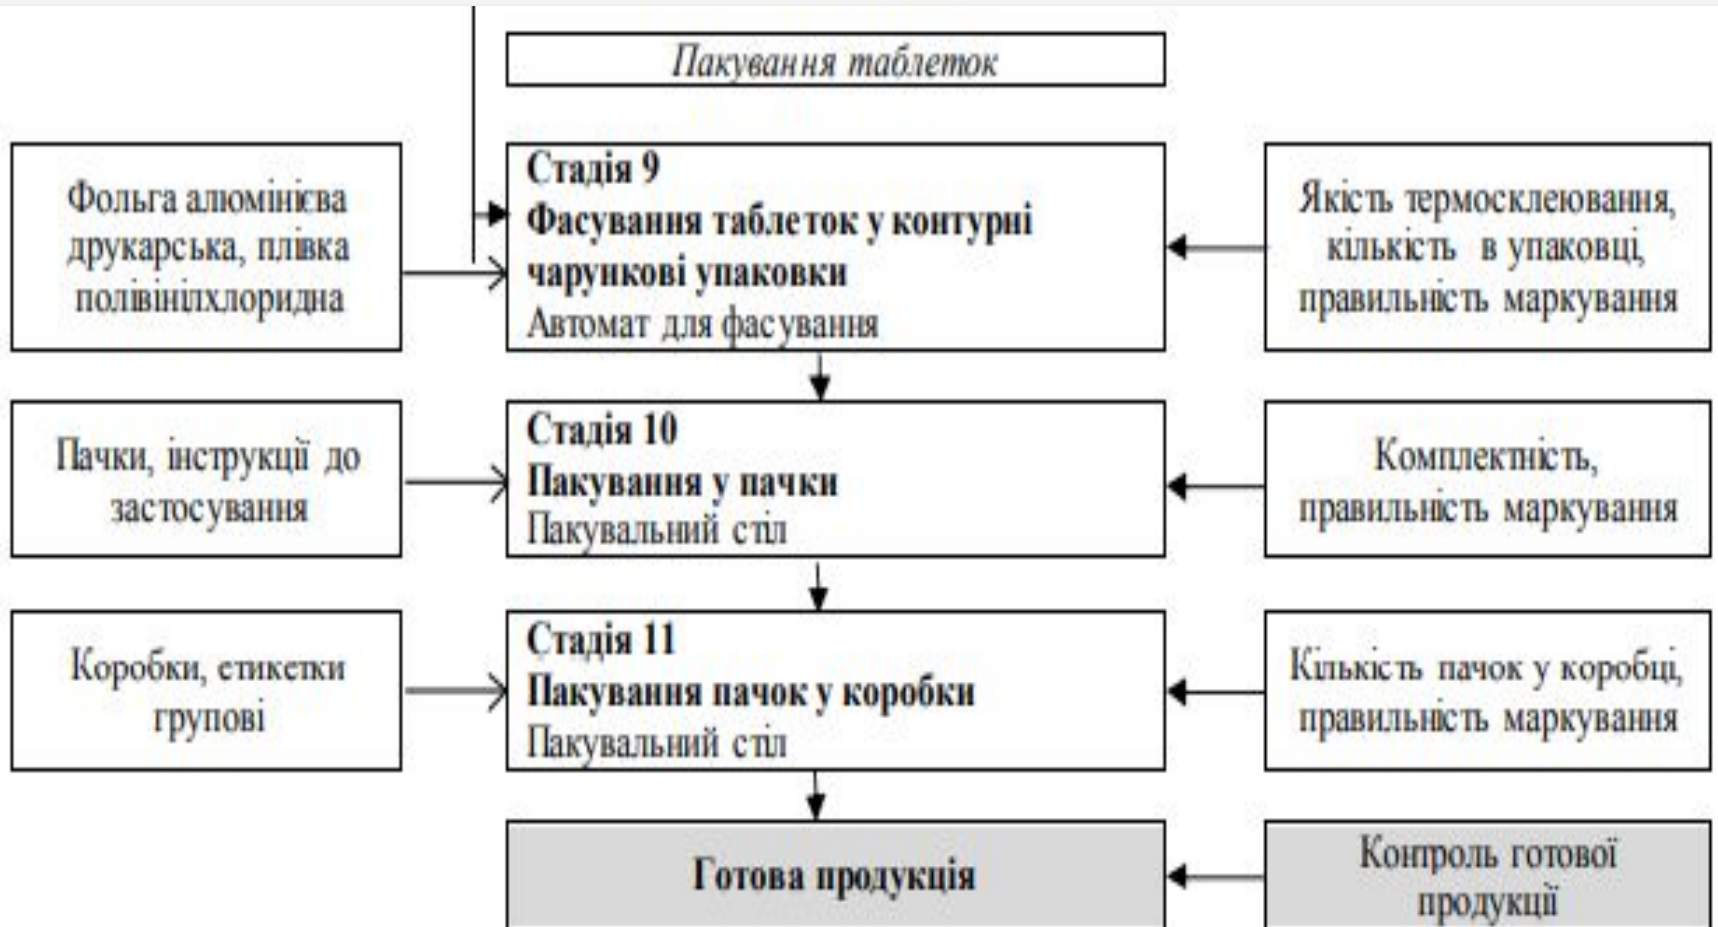 Пакування таблеток
Фольга алюмінієва
друкарська, плівка
полівінілхлоридна
Стадія 9
Фасування таблеток у контурні
чарункові упаковки
Автомат для фасування
Якість термосклеювання,
кількість в упаковці,
правильність маркування
Пачки, інструкції до
застосування
Стадія 10
Пакування у пачки
Пакувальний стіл
Комплектність,
правильність маркування
Коробки, етикетки
групові
Стадія 11
Пакування пачок у коробки
Пакувальний стіл
Кількість пачок у коробці,
правильність маркування
Готова продукція
Контроль готової
продукції